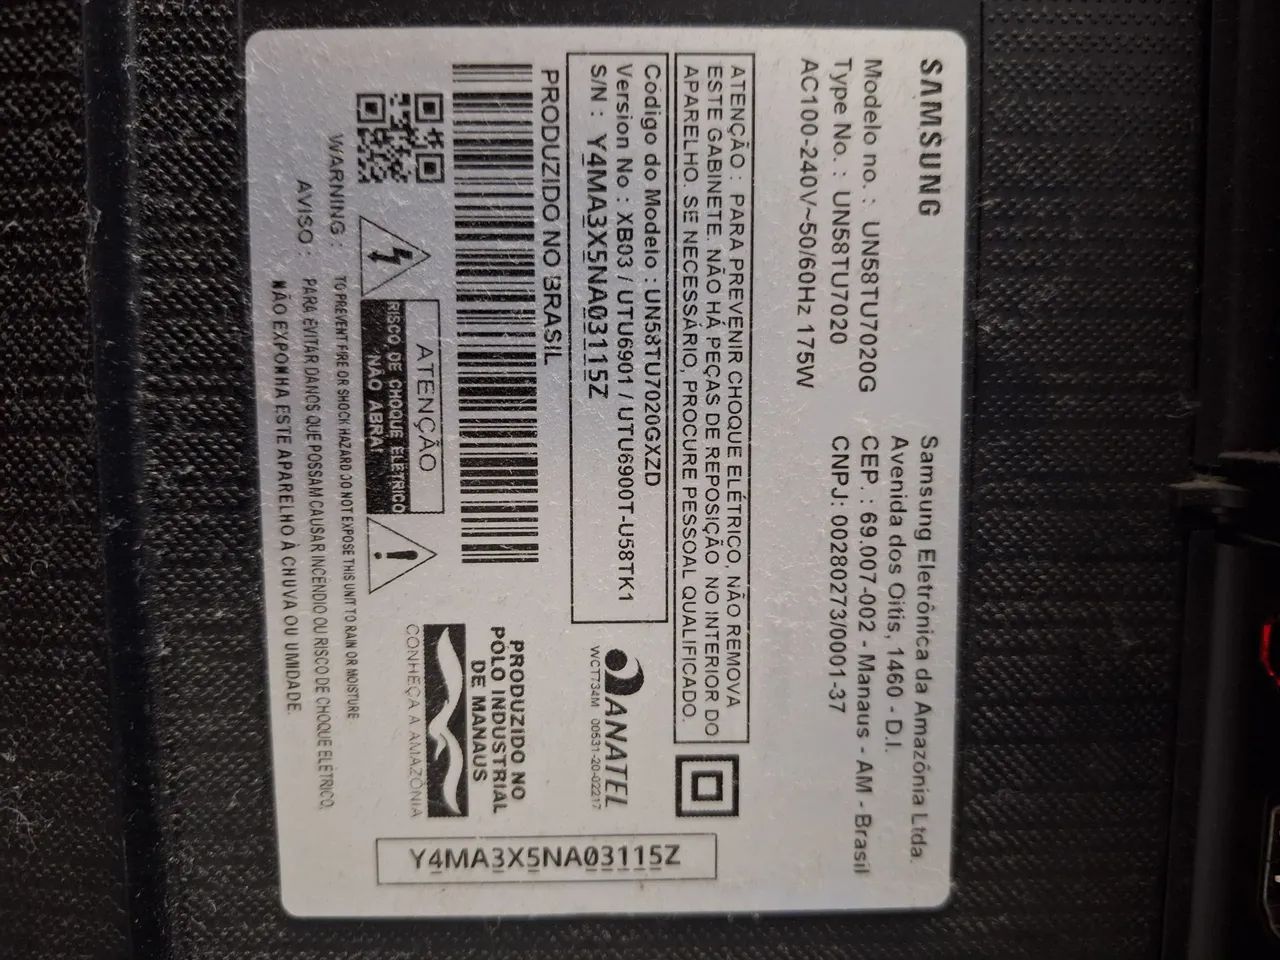 SAMSUNG
Modelo no. : UN58TU7020G
Type No. : UN58TU7020
AC100-240V~50/60Hz 175W
Samsung Eletrônica da Amazônia Ltda.
Avenida dos Oitis, 1460 - D.I.
CEP. : 69.007-002 - Manaus - AM - Brasil
CNPJ: 00280273/0001-37
ATENÇÃO : PARA PREVENIR CHOQUE ELÉTRICO, NÃO REMOVA
ESTE GABINETE. NÃO HÁ PEÇAS DE REPOSIÇÃO NO INTERIOR DO
APARELHO. SE NECESSÁRIO, PROCURE PESSOAL QUALIFICADO.
Código do Modelo : UN58TU7020GXZD
Version No : XB03 / UTU6901 / UTU6900T-U58TK1
S/N : Y4MA3X5NA03115Z
ANATEL
WCT734M 00531-20-02217
PRODUZIDO NO BRASIL
PRODUZIDO NO
PÓLO INDUSTRIAL
DE MANAUS
CONHEÇA A AMAZÔNIA
ATENÇÃO
RISCO DE CHOQUE ELÉTRICO
NÃO ABRA!
WARNING : TO PREVENT FIRE OR SHOCK HAZARD DO NOT EXPOSE THIS UNIT TO RAIN OR MOISTURE
AVISO : PARA EVITAR DANOS QUE POSSAM CAUSAR INCÊNDIO OU RISCO DE CHOQUE ELÉTRICO,
NÃO EXPONHA ESTE APARELHO À CHUVA OU UMIDADE.
Y4MA3X5NA03115Z